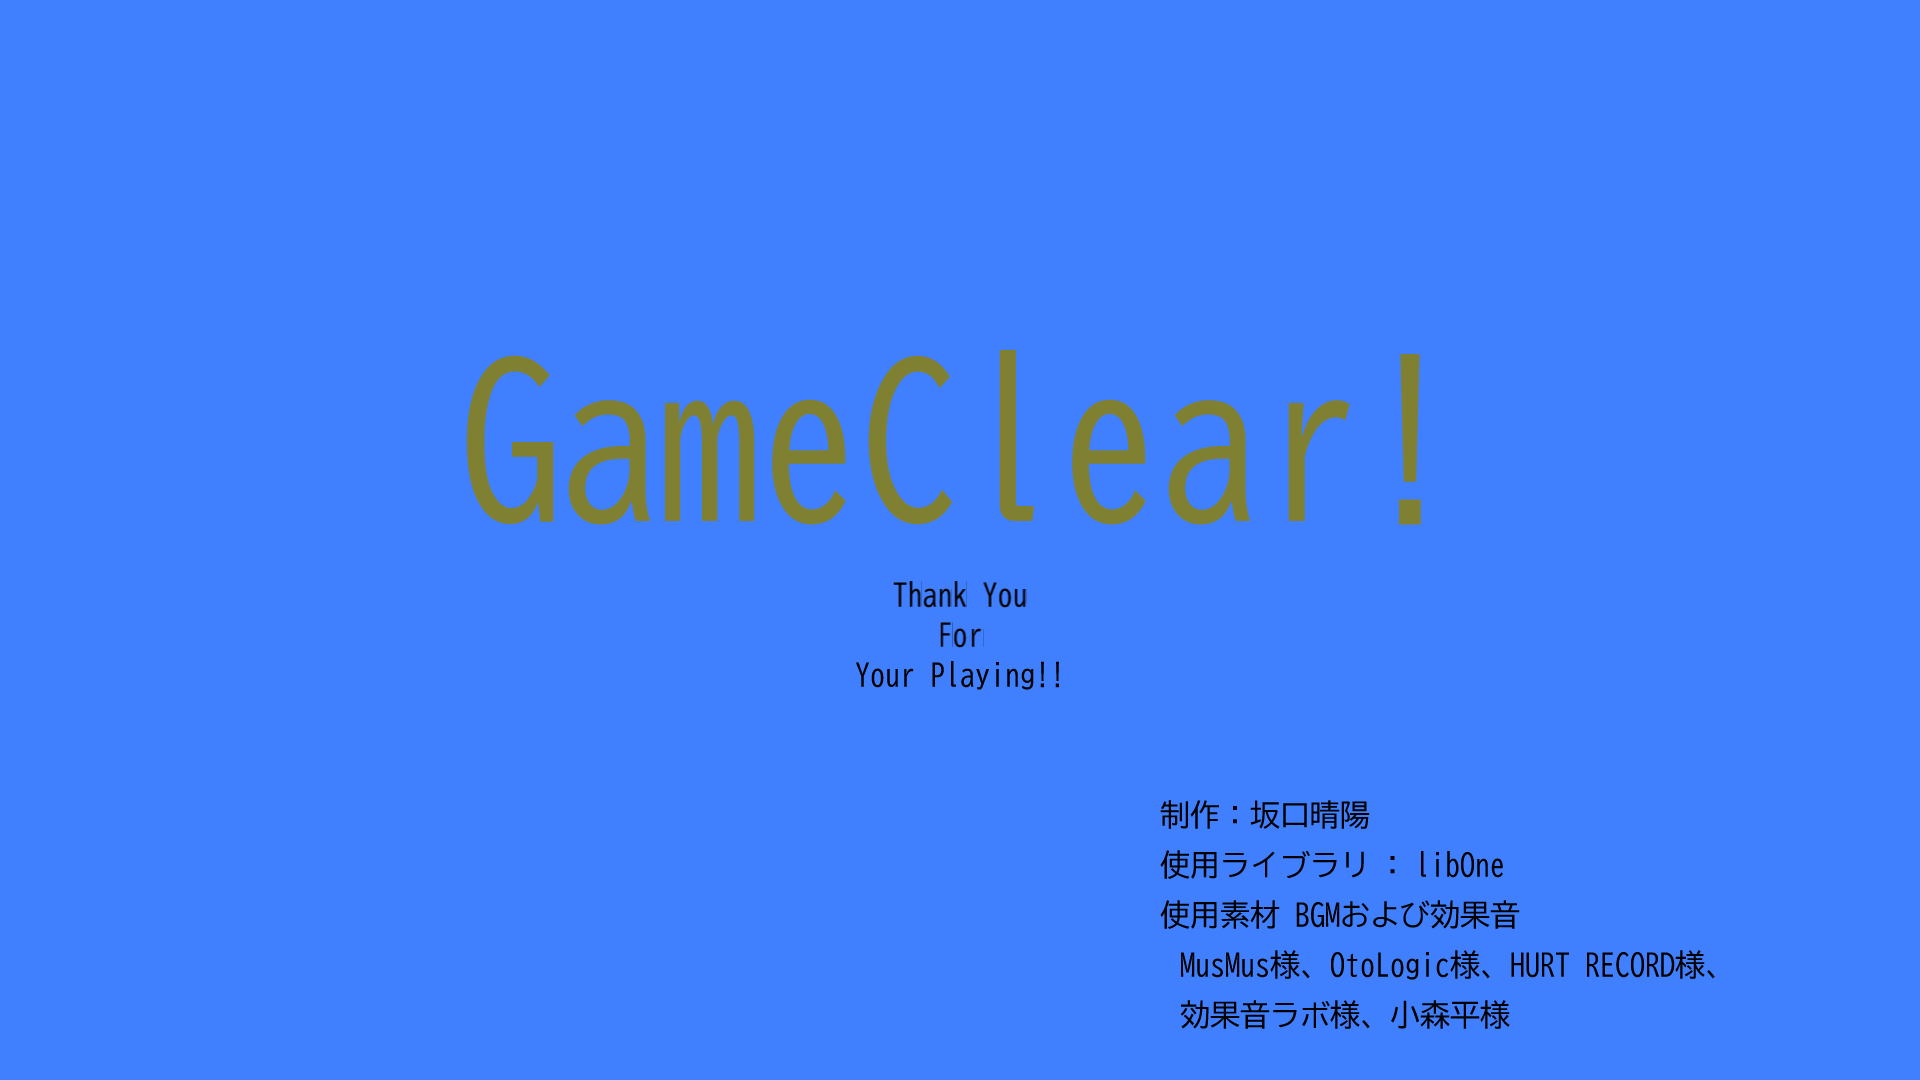 GameClear!
Thank You
For
Your Playing!!
制作：坂口晴陽
使用ライブラリ ： libOne
使用素材 BGMおよび効果音
MusMus様、OtoLogic様、HURT RECORD様、
効果音ラボ様、小森平様